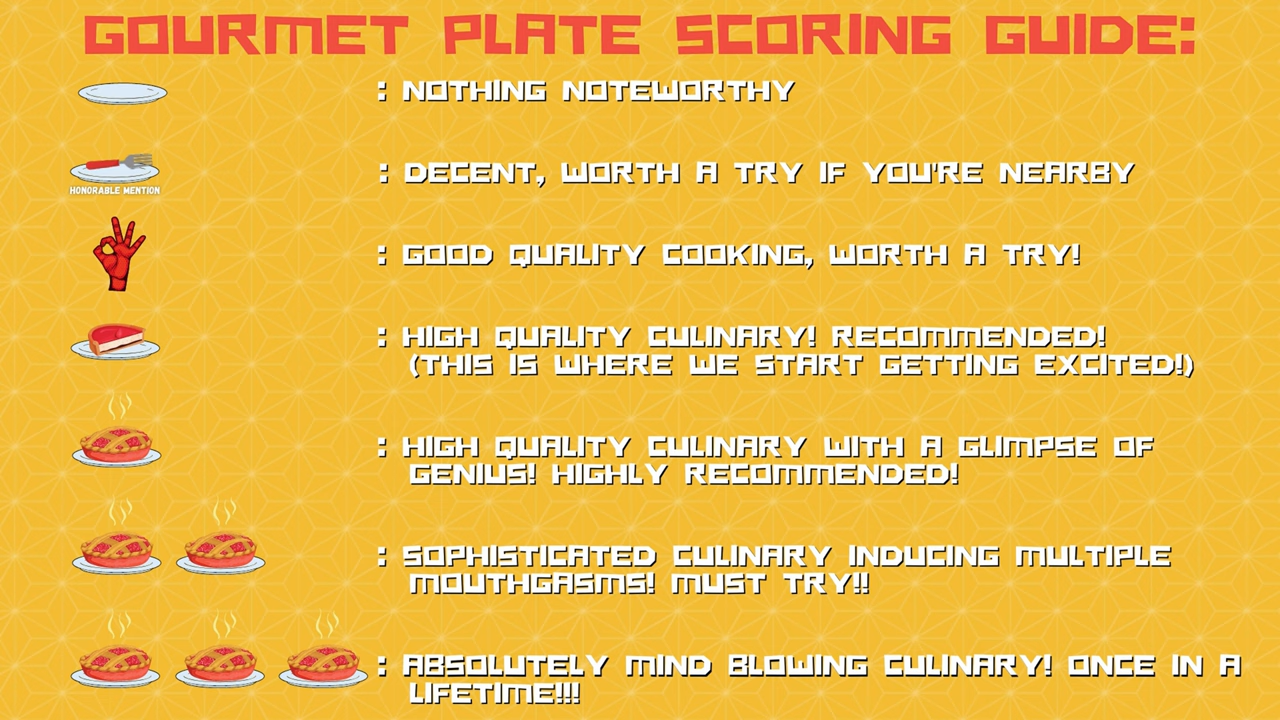 GOURMET PLATE SCORING GUIDE:
: NOTHING NOTEWORTHY
: DECENT, WORTH A TRY IF YOU'RE NEARBY
HONORABLE MENTION
: GOOD QUALITY COOKING, WORTH A TRY!
: HIGH QUALITY CULINARY! RECOMMENDED!
(THIS IS WHERE WE START GETTING EXCITED!)
: HIGH QUALITY CULINARY WITH A GLIMPSE OF
GENIUS! HIGHLY RECOMMENDED!
: SOPHISTICATED CULINARY INDUCING MULTIPLE
MOUTHGASMS! MUST TRY!!
: ABSOLUTELY MIND BLOWING CULINARY! ONCE IN A
LIFETIME!!!